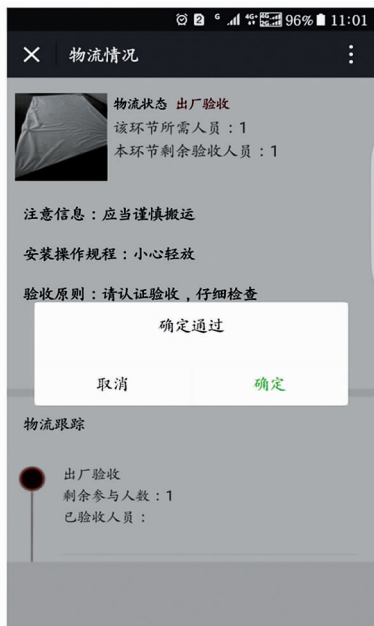 96% 11:01
物流情况
物流状态 出厂验收
该环节所需人员：1
本环节剩余验收人员：1
注意信息：应当谨慎搬运
安装操作规程：小心轻放
验收原则：请认证验收，仔细检查
确定通过
取消 确定
物流跟踪
出厂验收
剩余参与人数：1
已验收人员：